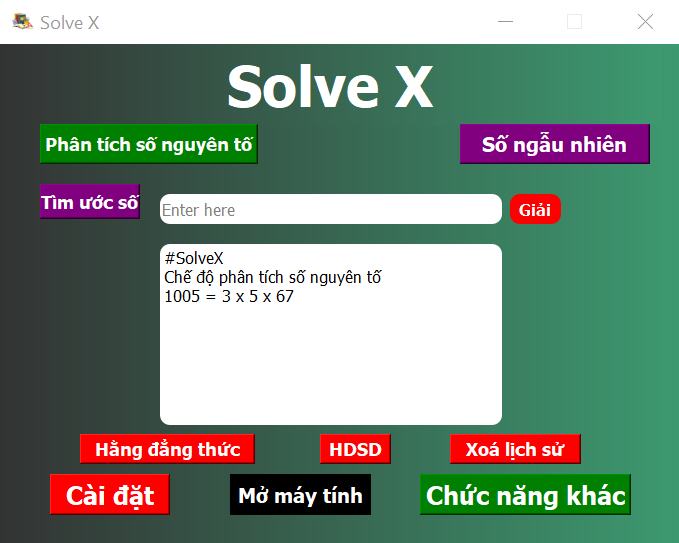 Solve X
Solve X
Phân tích số nguyên tố
Số ngẫu nhiên
Tìm ước số
Enter here
Giải
#SolveX
Chế độ phân tích số nguyên tố
1005 = 3 x 5 x 67
Hằng đẳng thức
HDSD
Xoá lịch sử
Cài đặt
Mở máy tính
Chức năng khác